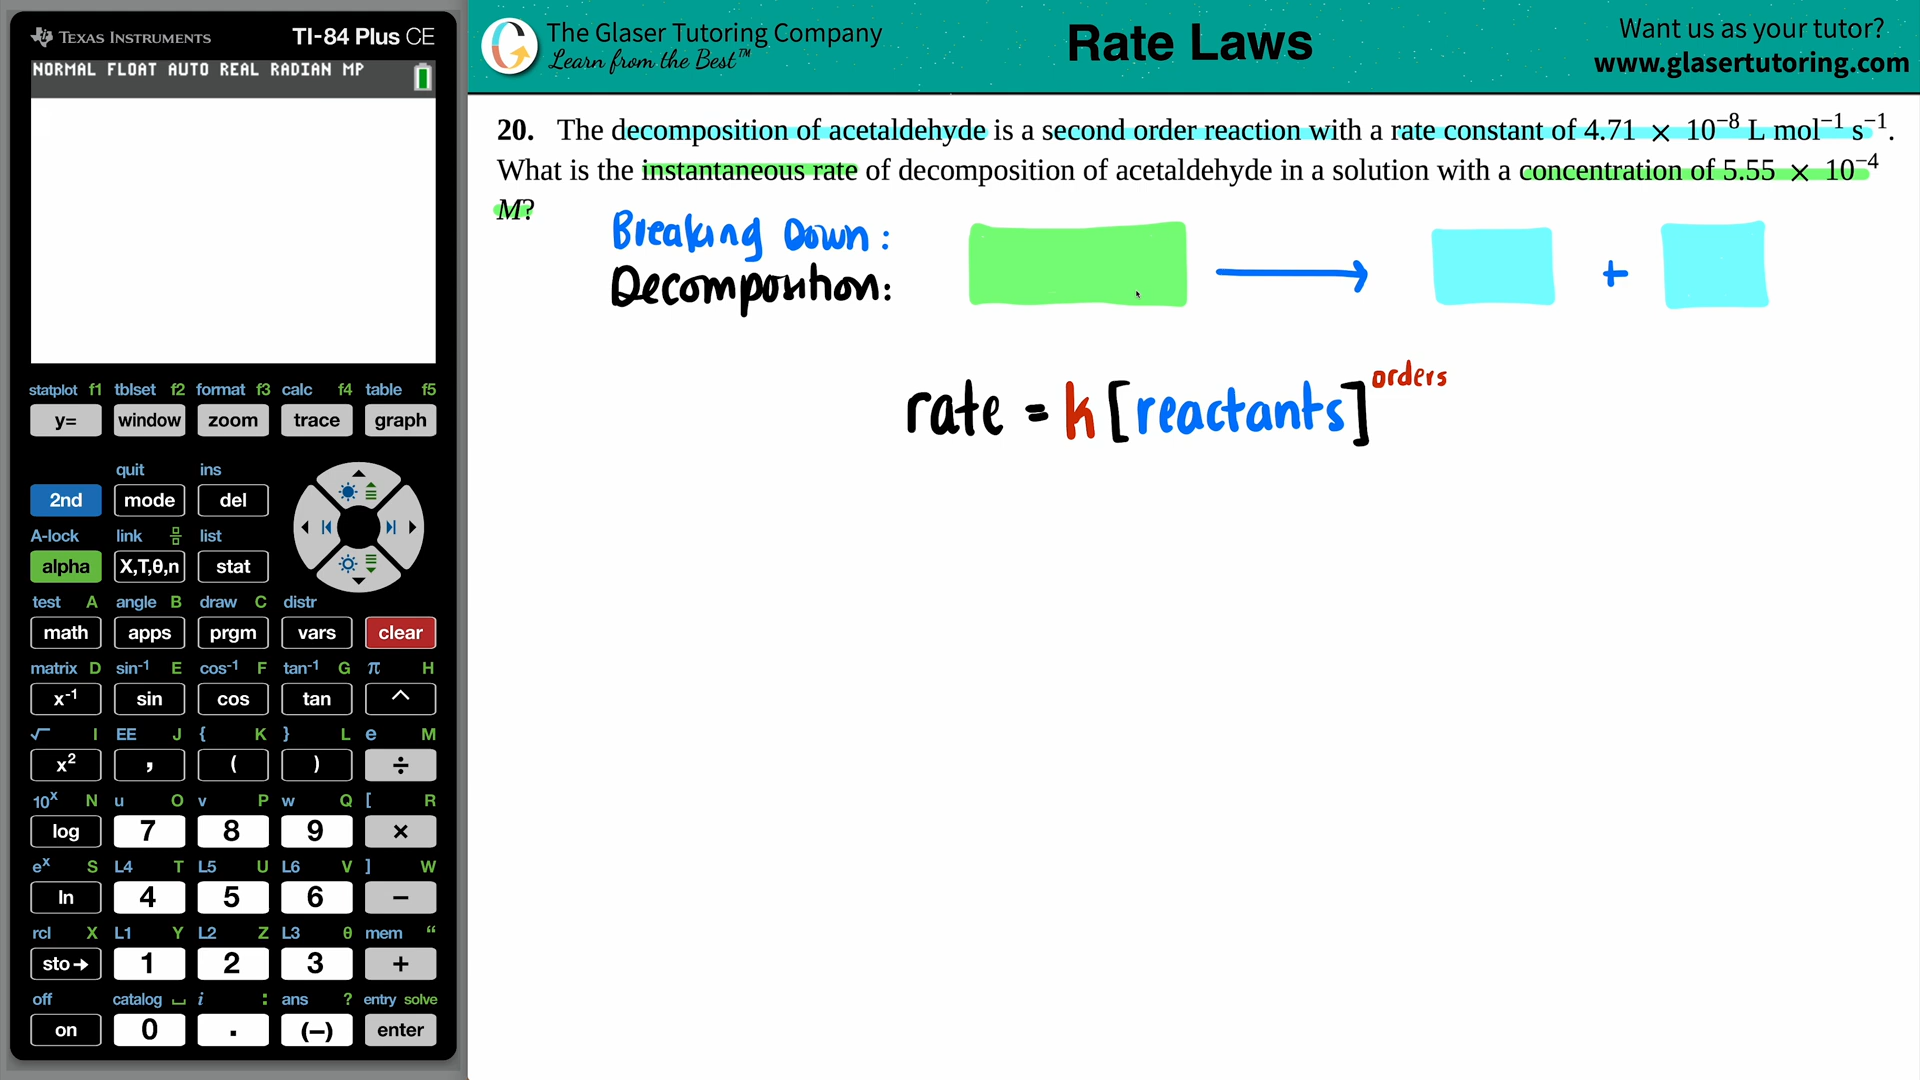 TEXAS INSTRUMENTS TI-84 Plus CE
NORMAL FLOAT AUTO REAL RADIAN MP
statplot f1 tblset f2 format f3 calc f4 table f5
y= window zoom trace graph
quit ins
2nd mode del
A-lock link list
alpha X,T,θ,n stat
test A angle B draw C distr
math apps prgm vars clear
matrix D sin⁻¹ E cos⁻¹ F tan⁻¹ G π H
x⁻¹ sin cos tan ^
√ I EE J { K } L e M
x² , ( ) ÷
10ˣ N u O v P w Q [ R
log 7 8 9 ×
eˣ S L4 T L5 U L6 V ] W
ln 4 5 6 −
rcl X L1 Y L2 Z L3 θ mem “
sto→ 1 2 3 +
off catalog ⎵ i : ans ? entry solve
on 0 . (−) enter
The Glaser Tutoring Company
Learn from the Best™
Rate Laws
Want us as your tutor?
www.glasertutoring.com
20. The decomposition of acetaldehyde is a second order reaction with a rate constant of 4.71 × 10⁻⁸ L mol⁻¹ s⁻¹.
What is the instantaneous rate of decomposition of acetaldehyde in a solution with a concentration of 5.55 × 10⁻⁴
M?
Breaking Down:
Decomposition: → +
rate = k [reactants]ᵒʳᵈᵉʳˢ